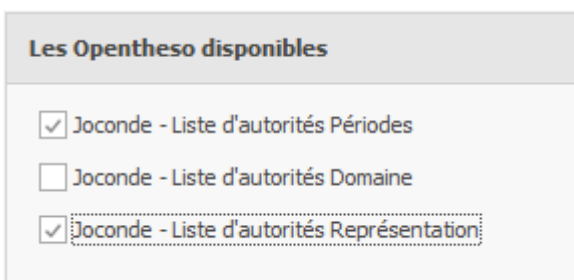 Les Opentheso disponibles
Joconde - Liste d'autorités Périodes
Joconde - Liste d'autorités Domaine
Joconde - Liste d'autorités Représentation